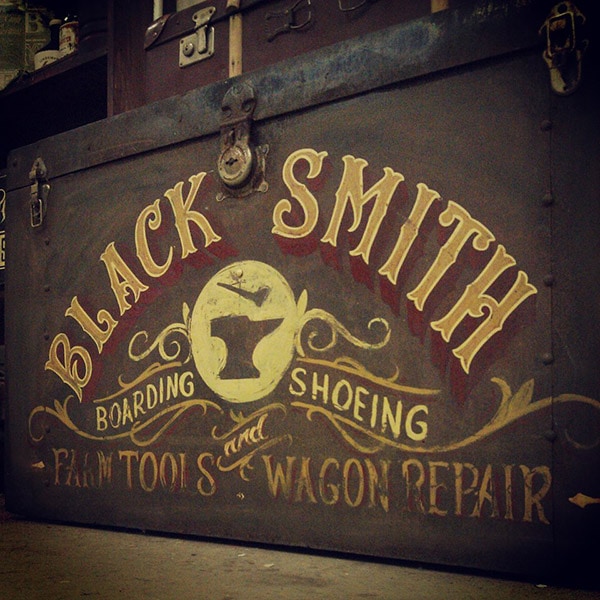 BLACK SMITH
BOARDING SHOEING
and
FARM TOOLS WAGON REPAIR